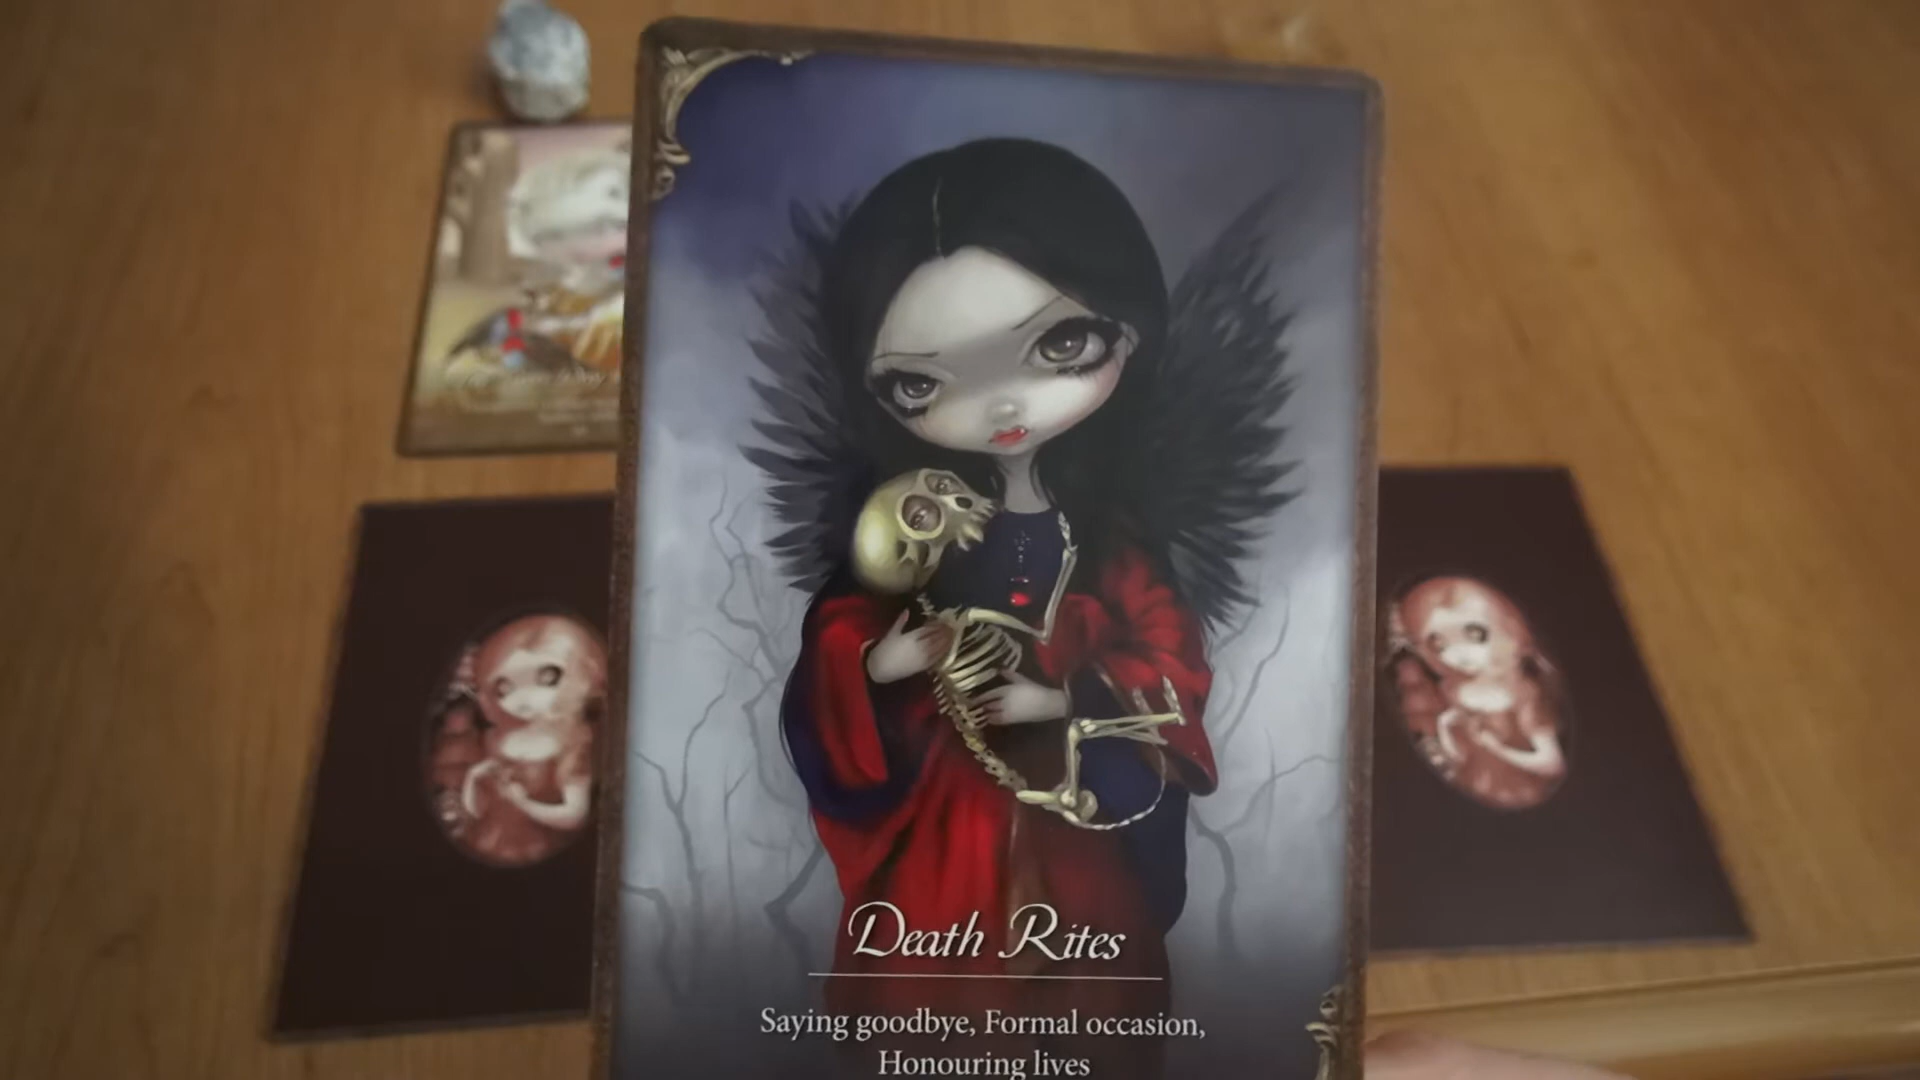 Death Rites
Saying goodbye, Formal occasion,
Honouring lives